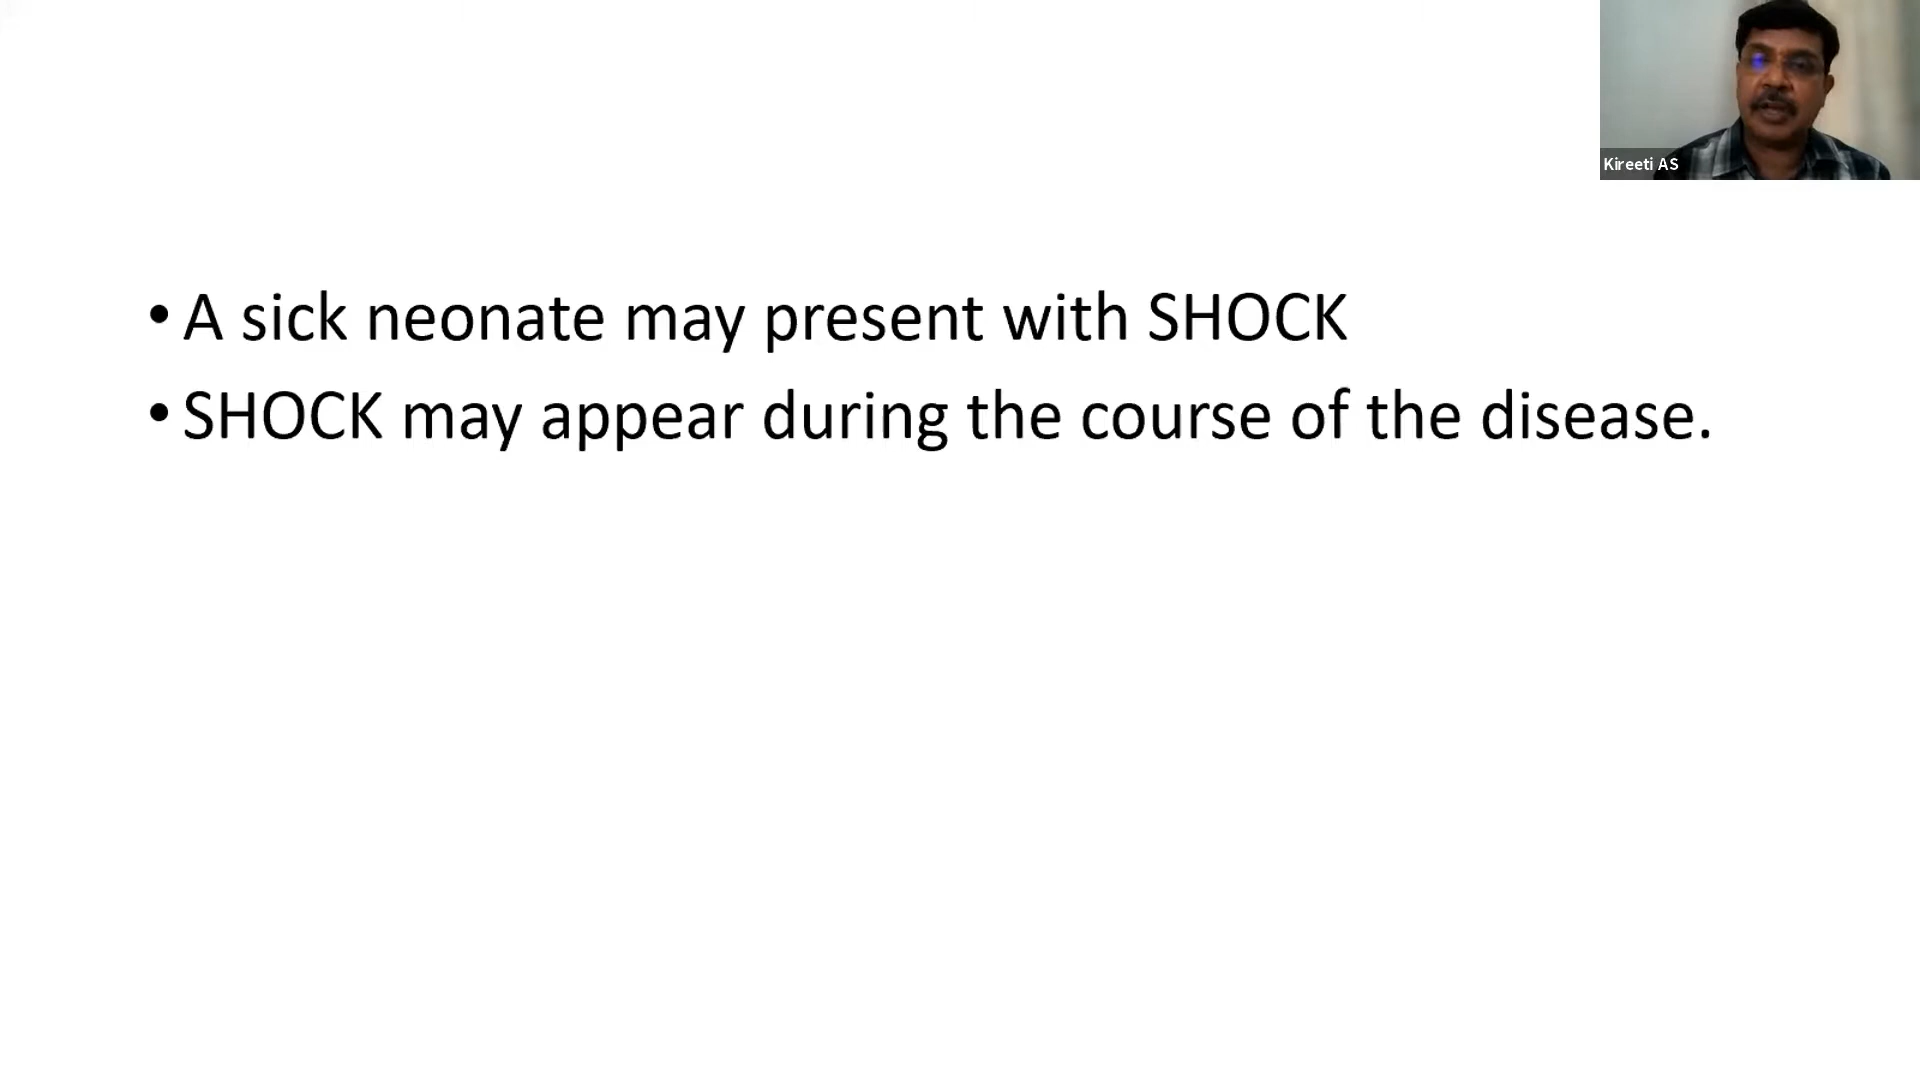 Kireeti AS
• A sick neonate may present with SHOCK
• SHOCK may appear during the course of the disease.